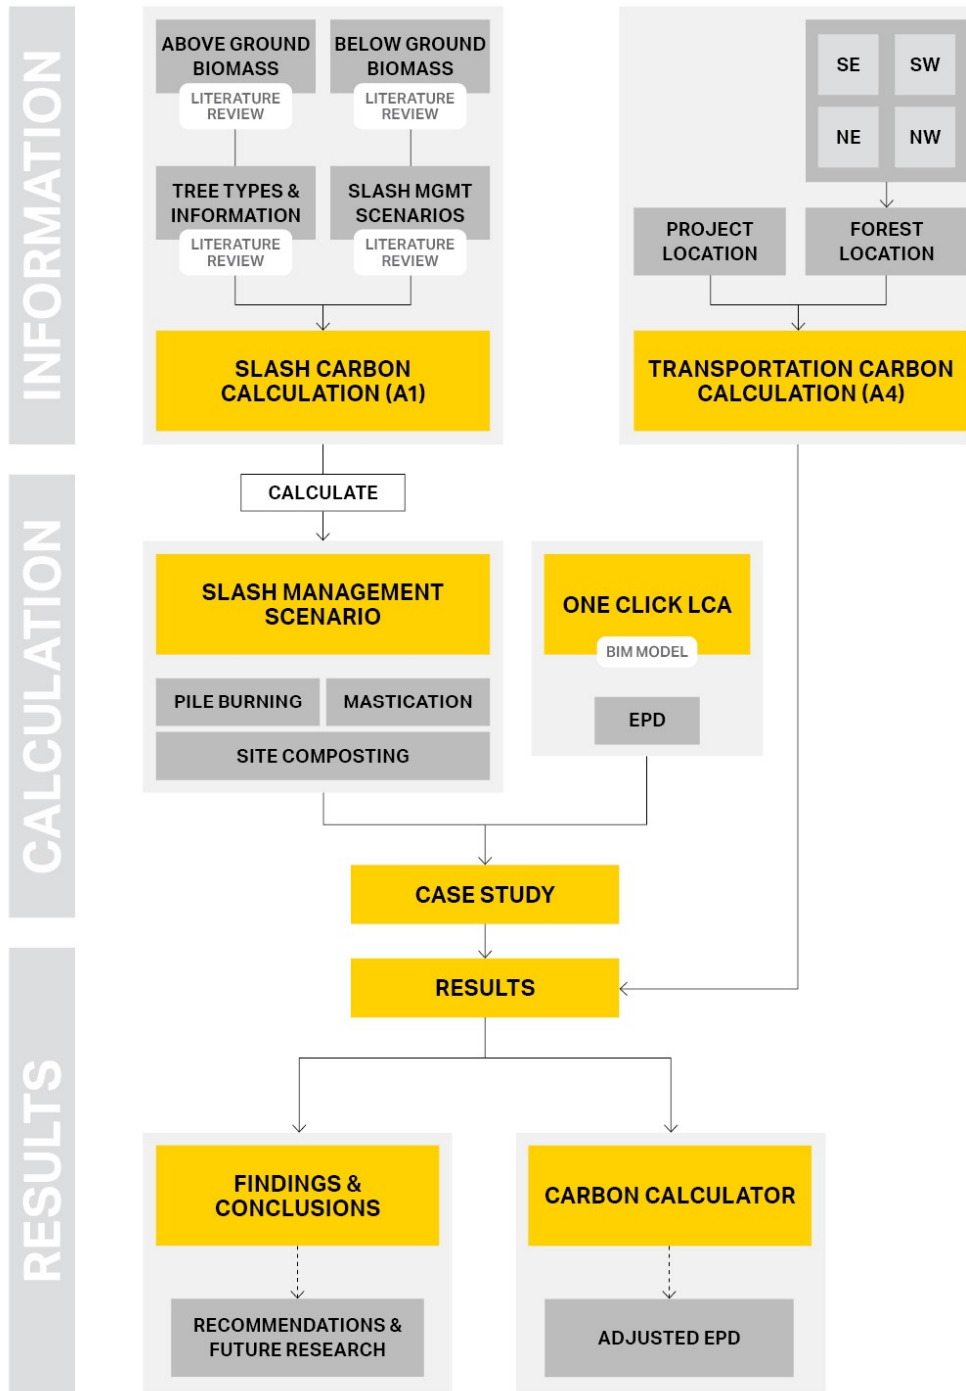 INFORMATION
ABOVE GROUND
BIOMASS
LITERATURE
REVIEW
BELOW GROUND
BIOMASS
LITERATURE
REVIEW
TREE TYPES &
INFORMATION
LITERATURE
REVIEW
SLASH MGMT
SCENARIOS
LITERATURE
REVIEW
SLASH CARBON
CALCULATION (A1)
SE
SW
NE
NW
PROJECT
LOCATION
FOREST
LOCATION
TRANSPORTATION CARBON
CALCULATION (A4)
CALCULATION
CALCULATE
SLASH MANAGEMENT
SCENARIO
PILE BURNING
MASTICATION
SITE COMPOSTING
ONE CLICK LCA
BIM MODEL
EPD
CASE STUDY
RESULTS
RESULTS
FINDINGS &
CONCLUSIONS
RECOMMENDATIONS &
FUTURE RESEARCH
CARBON CALCULATOR
ADJUSTED EPD